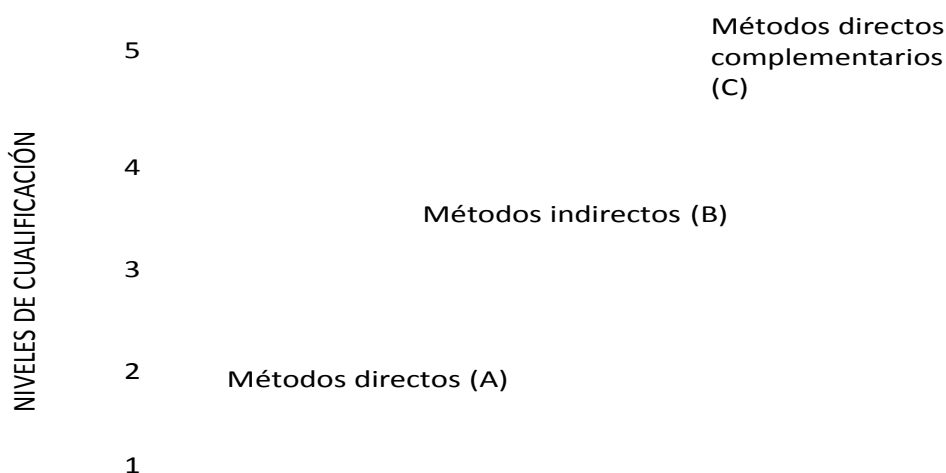 Métodos directos
complementarios
(C)
5
4
Métodos indirectos (B)
3
2
Métodos directos (A)
1
NIVELES DE CUALIFICACIÓN